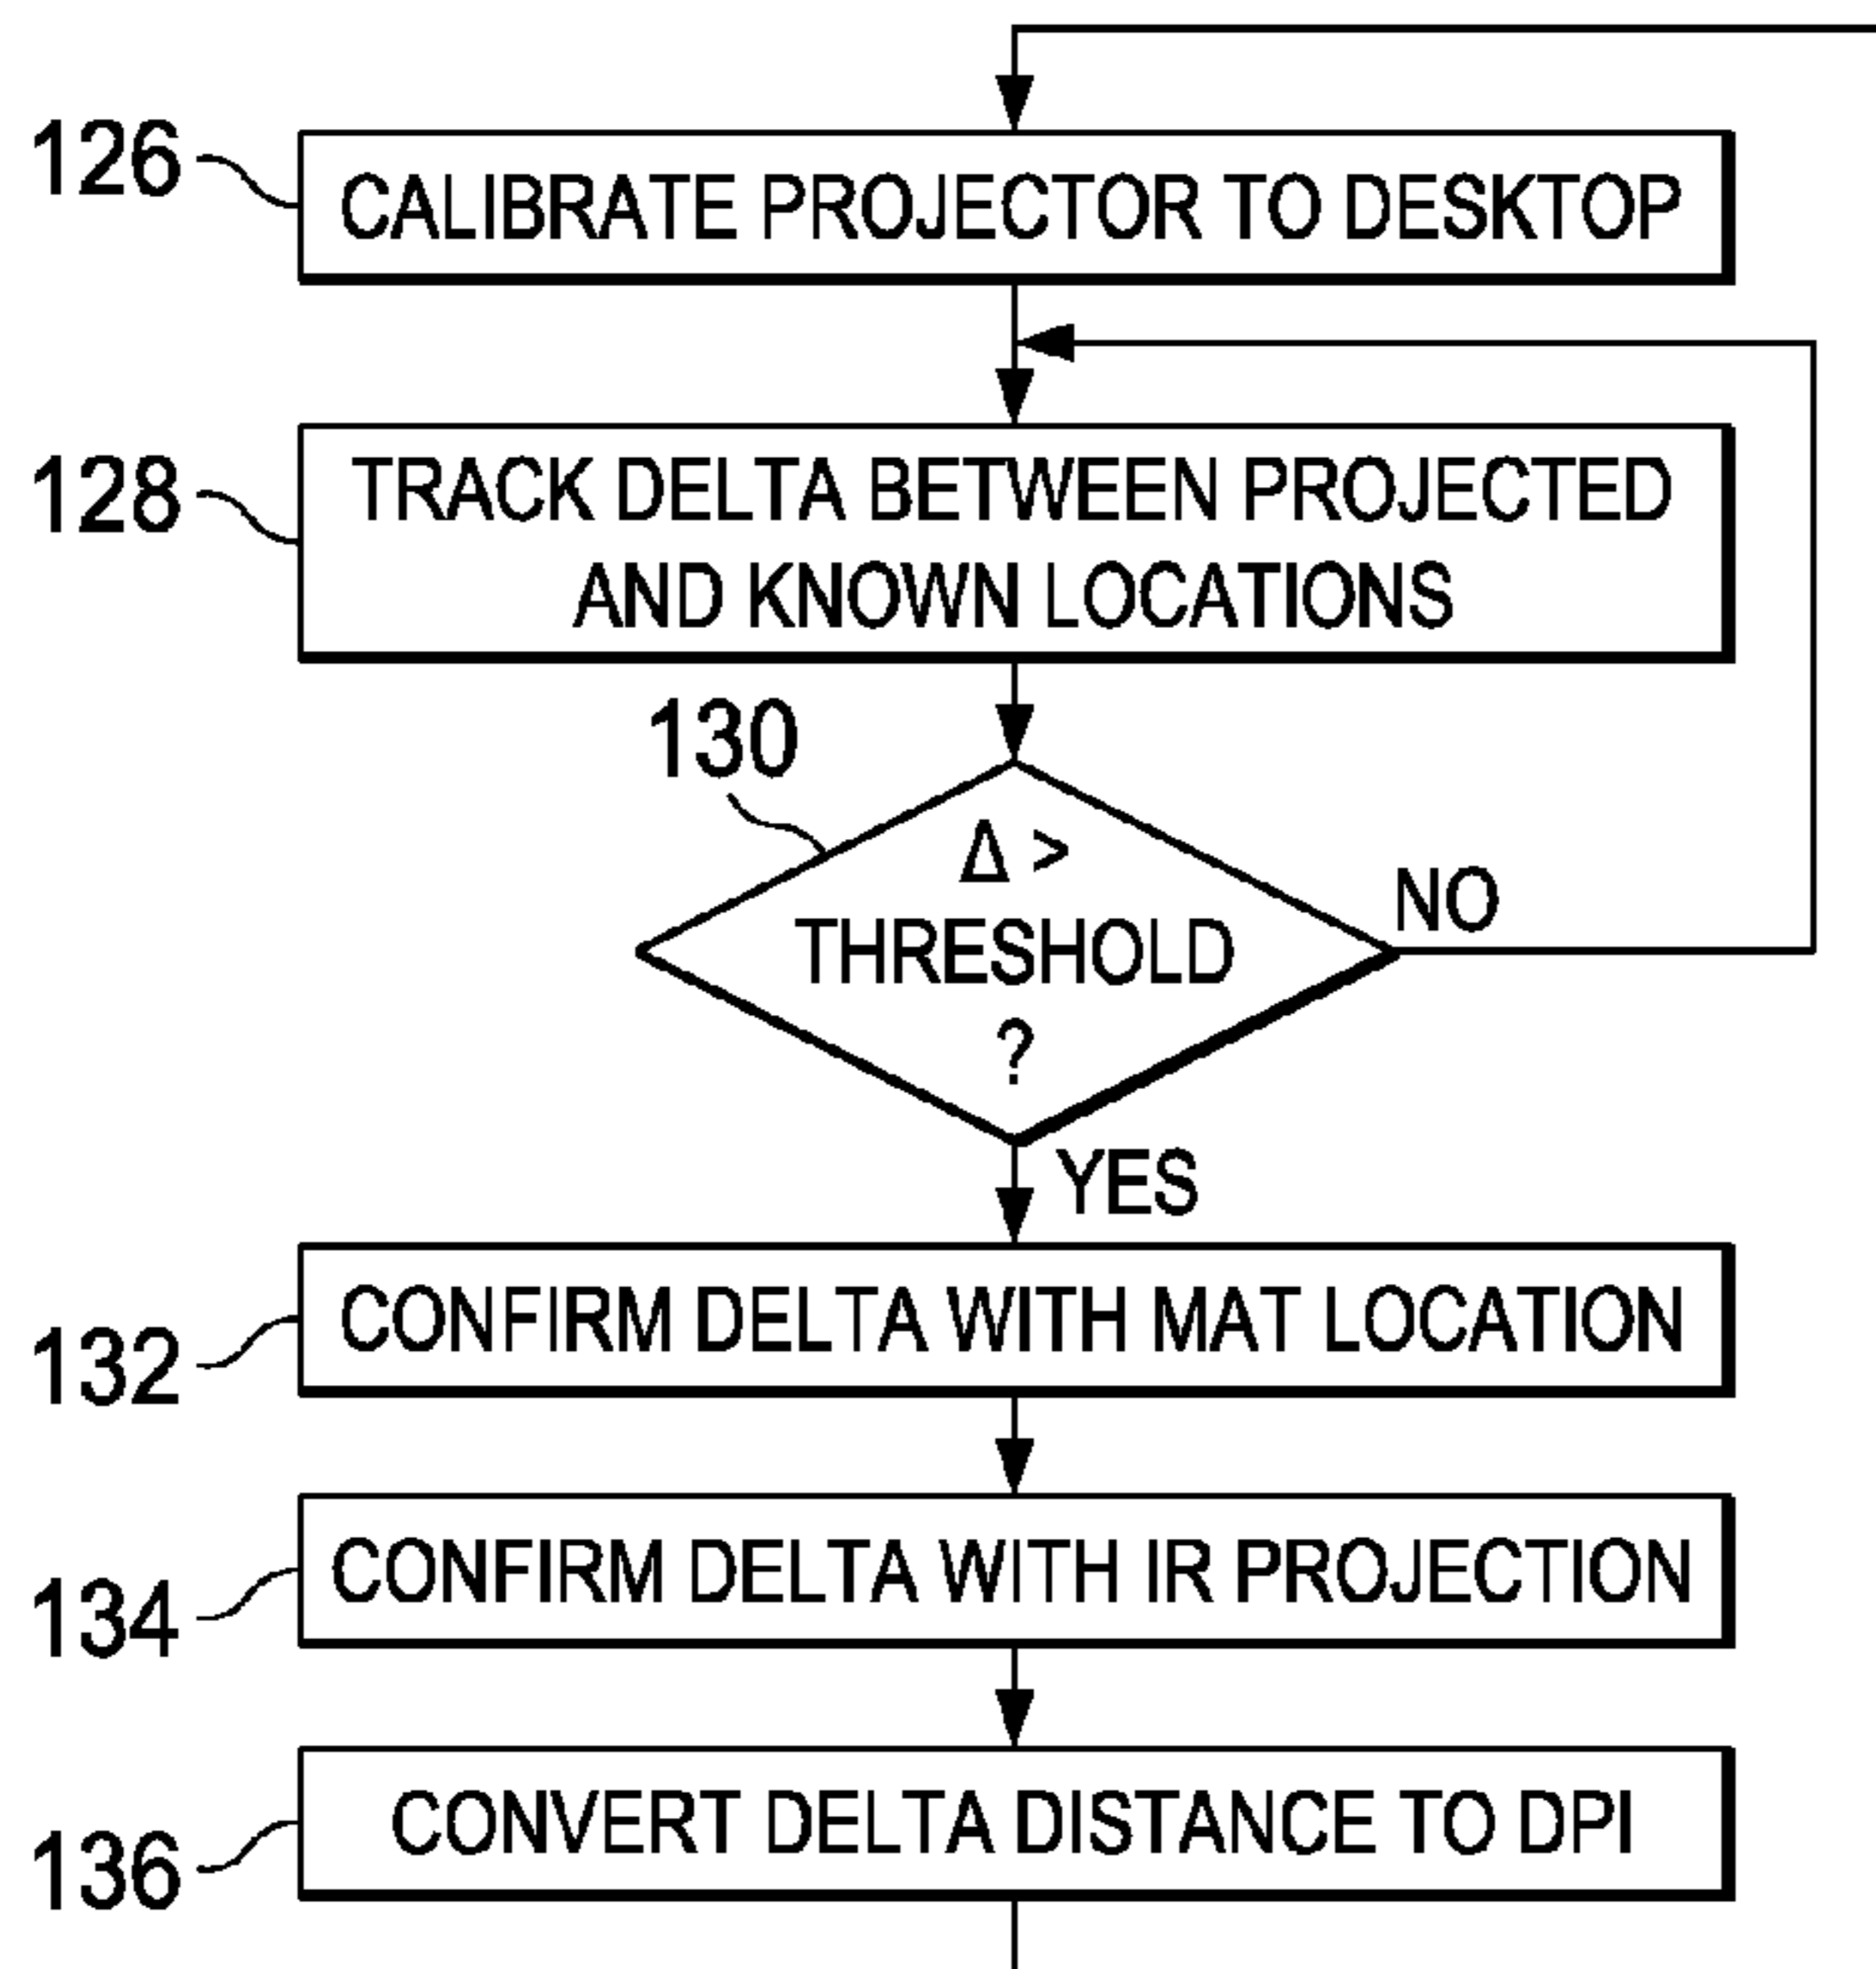 126
CALIBRATE PROJECTOR TO DESKTOP
128
TRACK DELTA BETWEEN PROJECTED
AND KNOWN LOCATIONS
130
Δ >
THRESHOLD
?
NO
YES
132
CONFIRM DELTA WITH MAT LOCATION
134
CONFIRM DELTA WITH IR PROJECTION
136
CONVERT DELTA DISTANCE TO DPI